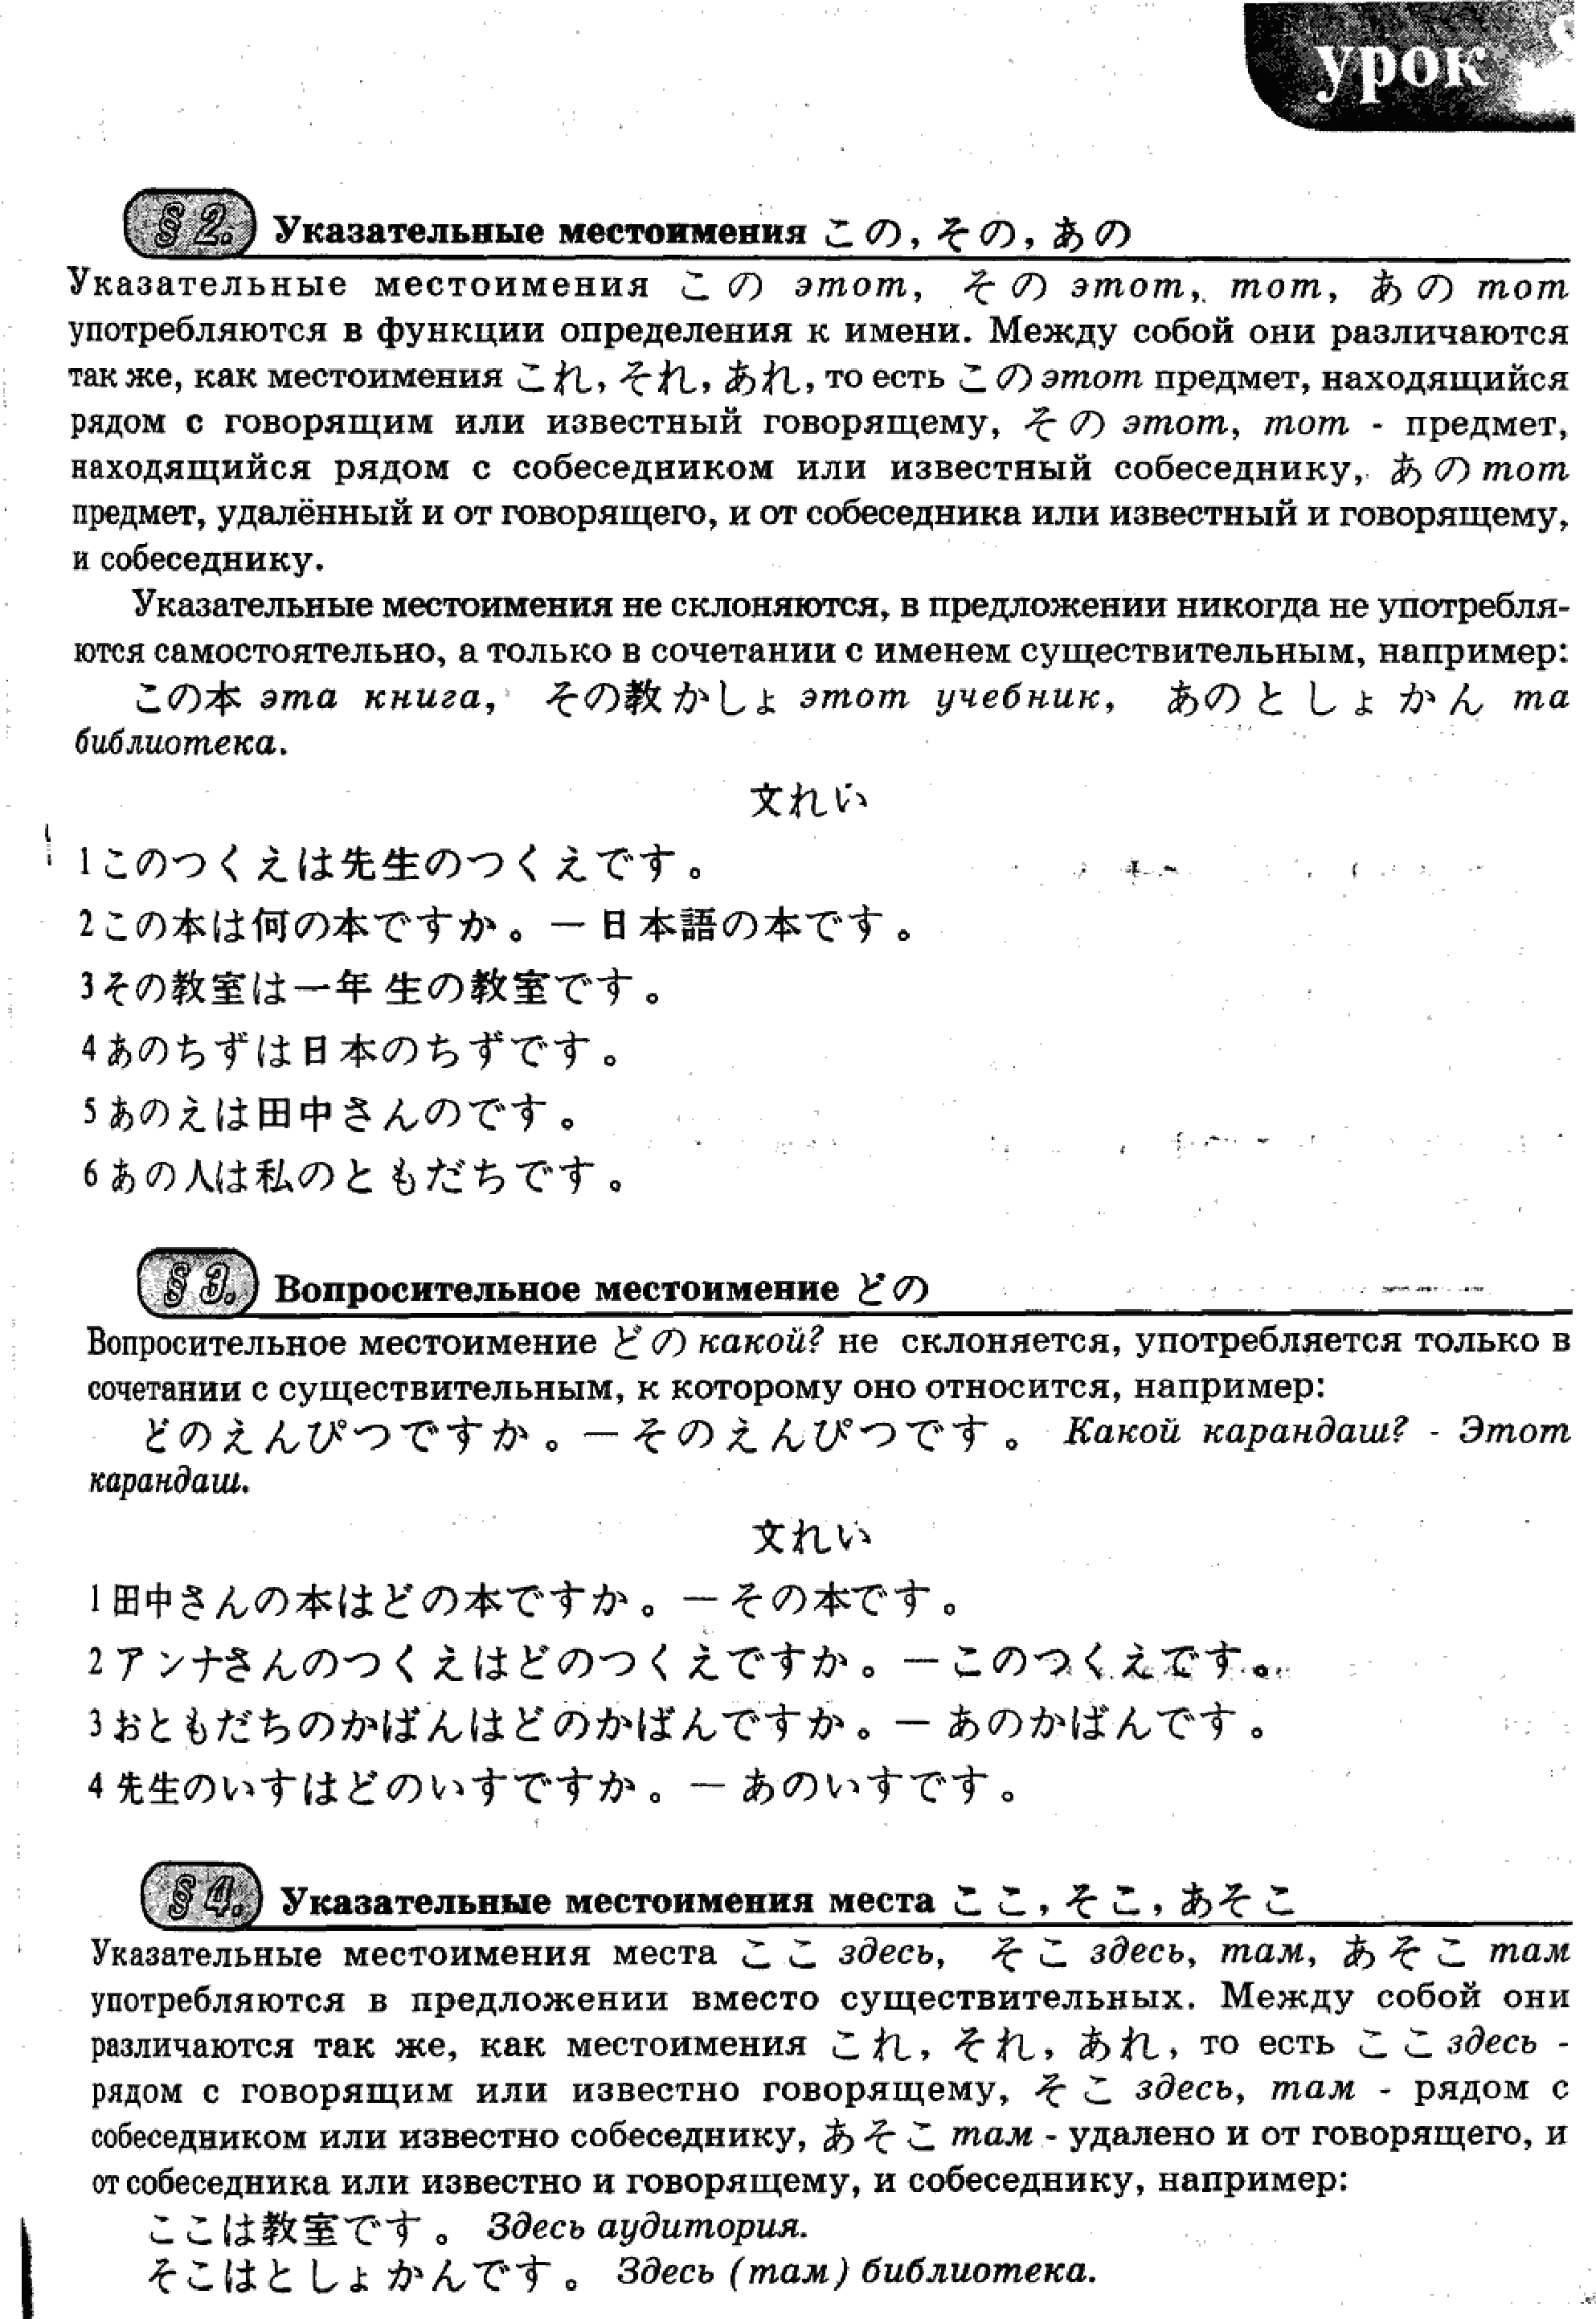 урок
§ 2. Указательные местоимения この, その, あの
Указательные местоимения この этот, その этот, тот, あの тот
употребляются в функции определения к имени. Между собой они различаются
так же, как местоимения これ, それ, あれ, то есть この этот предмет, находящийся
рядом с говорящим или известный говорящему, その этот, тот - предмет,
находящийся рядом с собеседником или известный собеседнику, あの тот
предмет, удалённый и от говорящего, и от собеседника или известный и говорящему,
и собеседнику.
Указательные местоимения не склоняются, в предложении никогда не употребля-
ются самостоятельно, а только в сочетании с именем существительным, например:
この本 эта книга, その教かしょ этот учебник, あのとしょかん та
библиотека.
文れい
1このつくえは先生のつくえです。
2この本は何の本ですか。ー日本語の本です。
3その教室は一年生の教室です。
4あのちずは日本のちずです。
5あのえは田中さんのです。
6あの人は私のともだちです。
§ 3. Вопросительное местоимение どの
Вопросительное местоимение どの какой? не склоняется, употребляется только в
сочетании с существительным, к которому оно относится, например:
どのえんぴつですか。ーそのえんぴつです。 Какой карандаш? - Этот
карандаш.
文れい
1田中さんの本はどの本ですか。ーその本です。
2アンナさんのつくえはどのつくえですか。ーこのつくえです。
3おともだちのかばんはどのかばんですか。ーあのかばんです。
4先生のいすはどのいすですか。ーあのいすです。
§ 4. Указательные местоимения места ここ, そこ, あそこ
Указательные местоимения места ここ здесь, そこ здесь, там, あそこ там
употребляются в предложении вместо существительных. Между собой они
различаются так же, как местоимения これ, それ, あれ, то есть ここ здесь -
рядом с говорящим или известно говорящему, そこ здесь, там - рядом с
собеседником или известно собеседнику, あそこ там - удалено и от говорящего, и
от собеседника или известно и говорящему, и собеседнику, например:
ここは教室です。 Здесь аудитория.
そこはとしょかんです。 Здесь (там) библиотека.